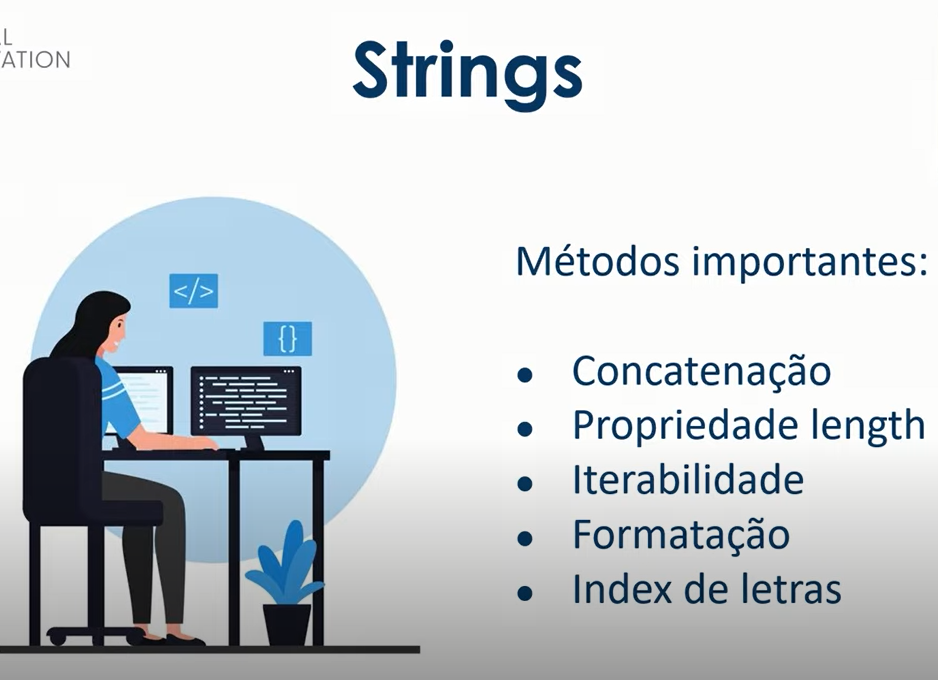 Strings
</>
{}
Métodos importantes:
• Concatenação
• Propriedade length
• Iterabilidade
• Formatação
• Index de letras